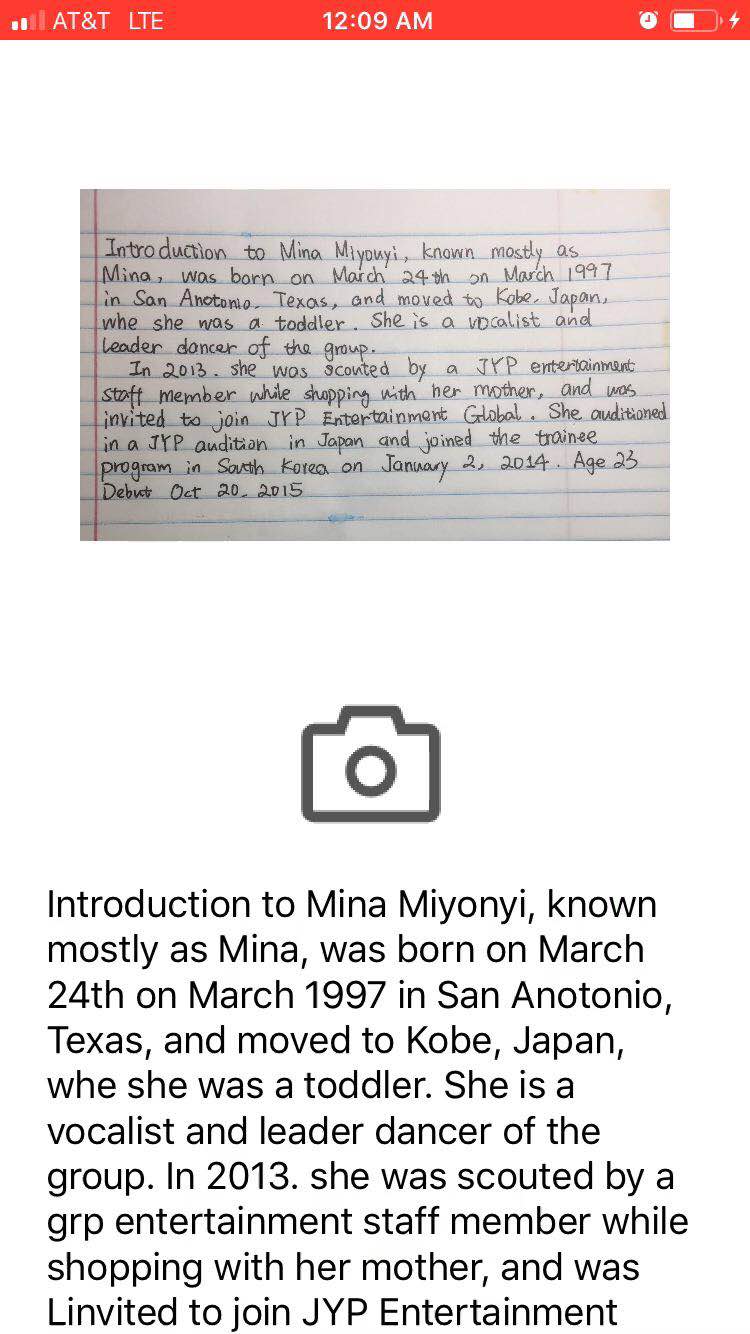 AT&T LTE 12:09 AM
Introduction to Mina Miyouyi, known mostly as
Mina, was born on March 24th on March 1997
in San Anotonio, Texas, and moved to Kobe, Japan,
whe she was a toddler. She is a vocalist and
leader dancer of the group.
In 2013. she was scouted by a JYP entertainment
staff member while shopping with her mother, and was
invited to join JYP Entertainment Global. She auditioned
in a JYP audition in Japan and joined the trainee
program in South Korea on January 2, 2014. Age 23
Debut Oct 20, 2015
Introduction to Mina Miyonyi, known
mostly as Mina, was born on March
24th on March 1997 in San Anotonio,
Texas, and moved to Kobe, Japan,
whe she was a toddler. She is a
vocalist and leader dancer of the
group. In 2013. she was scouted by a
grp entertainment staff member while
shopping with her mother, and was
Linvited to join JYP Entertainment